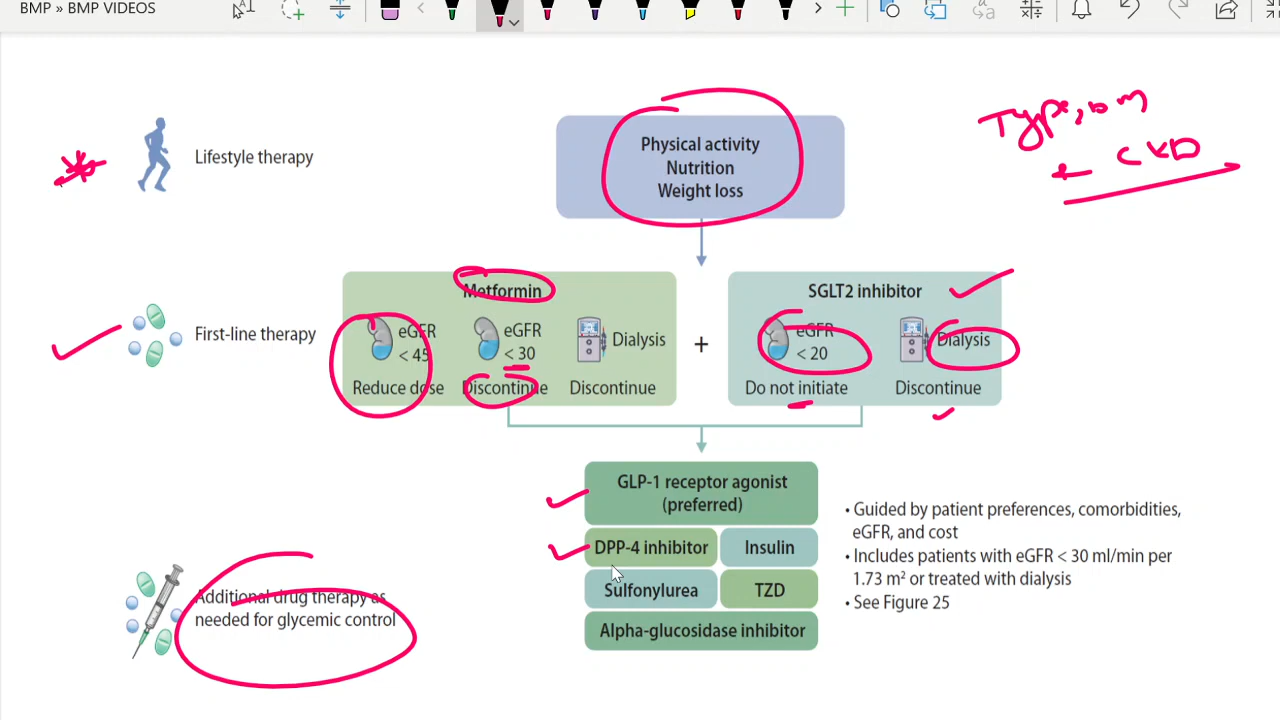 BMP » BMP VIDEOS
Lifestyle therapy
Physical activity
Nutrition
Weight loss
CKD
First-line therapy
Metformin
eGFR
< 45
Reduce dose
eGFR
< 30
Discontinue
Dialysis
Discontinue
+
SGLT2 inhibitor
eGFR
< 20
Do not initiate
Dialysis
Discontinue
Additional drug therapy as
needed for glycemic control
GLP-1 receptor agonist
(preferred)
DPP-4 inhibitor
Insulin
Sulfonylurea
TZD
Alpha-glucosidase inhibitor
• Guided by patient preferences, comorbidities,
eGFR, and cost
• Includes patients with eGFR < 30 ml/min per
1.73 m² or treated with dialysis
• See Figure 25